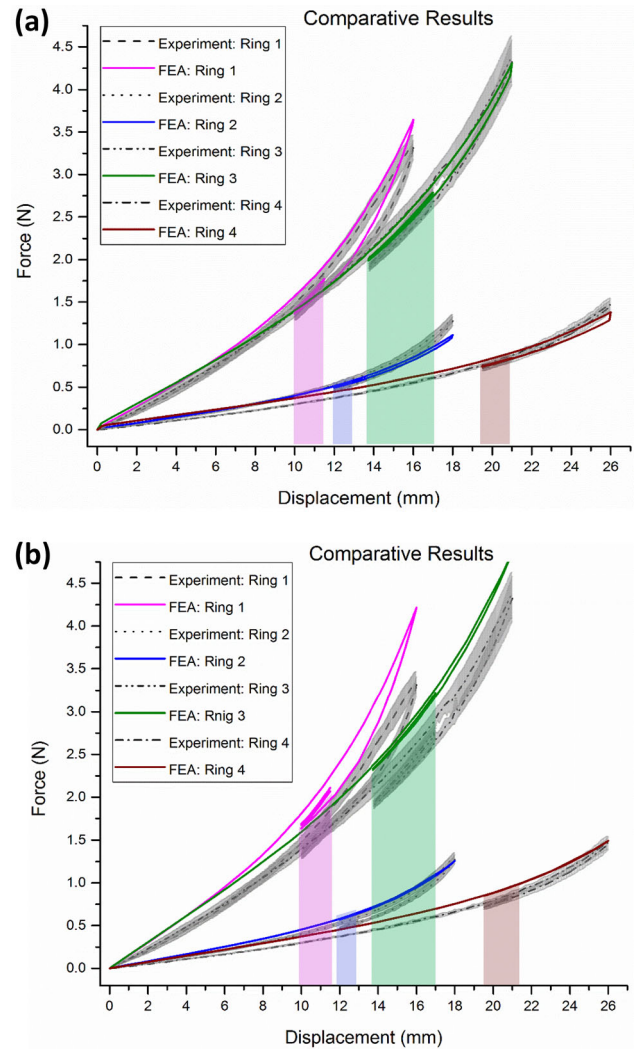 (a)
Comparative Results
Experiment: Ring 1
FEA: Ring 1
Experiment: Ring 2
FEA: Ring 2
Experiment: Ring 3
FEA: Ring 3
Experiment: Ring 4
FEA: Ring 4
Force (N)
4.5
4.0
3.5
3.0
2.5
2.0
1.5
1.0
0.5
0.0
0 2 4 6 8 10 12 14 16 18 20 22 24 26
Displacement (mm)
(b)
Comparative Results
Experiment: Ring 1
FEA: Ring 1
Experiment: Ring 2
FEA: Ring 2
Experiment: Ring 3
FEA: Rnig 3
Experiment: Ring 4
FEA: Ring 4
Force (N)
4.5
4.0
3.5
3.0
2.5
2.0
1.5
1.0
0.5
0.0
0 2 4 6 8 10 12 14 16 18 20 22 24 26
Displacement (mm)